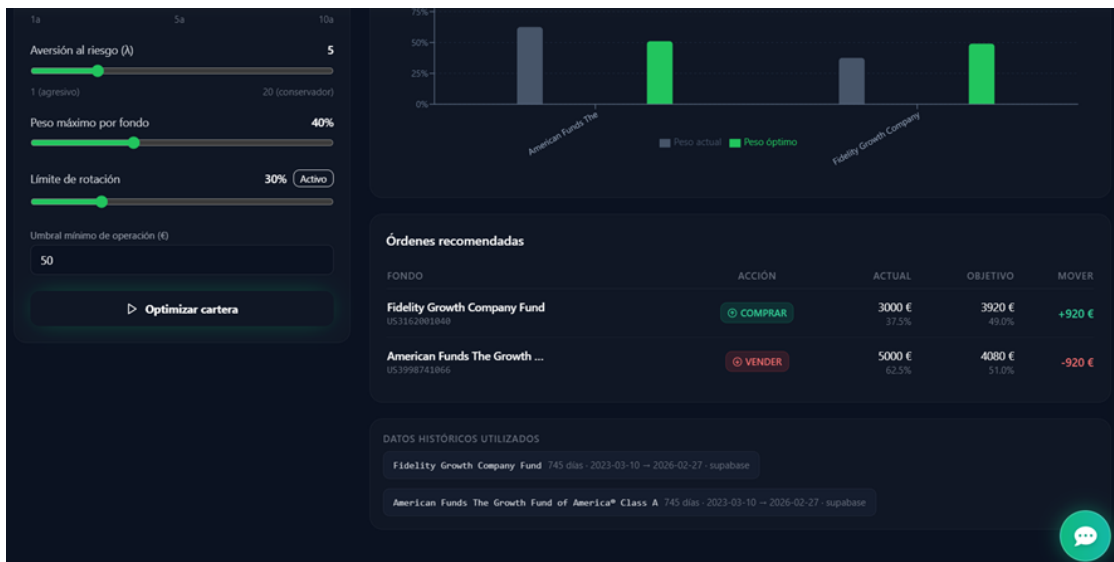 1a 5a 10a
Aversión al riesgo (λ) 5
1 (agresivo) 20 (conservador)
Peso máximo por fondo 40%
Límite de rotación 30% Activo
Umbral mínimo de operación (€)
50
Optimizar cartera
75%
50%
25%
0%
American Funds The
Fidelity Growth Company
Peso actual Peso óptimo
Órdenes recomendadas
FONDO ACCIÓN ACTUAL OBJETIVO MOVER
Fidelity Growth Company Fund COMPRAR 3000 € 3920 € +920 €
US3162001040 37.5% 49.0%
American Funds The Growth ... VENDER 5000 € 4080 € -920 €
US3998741066 62.5% 51.0%
DATOS HISTÓRICOS UTILIZADOS
Fidelity Growth Company Fund 745 días · 2023-03-10 → 2026-02-27 · supabase
American Funds The Growth Fund of America® Class A 745 días · 2023-03-10 → 2026-02-27 · supabase